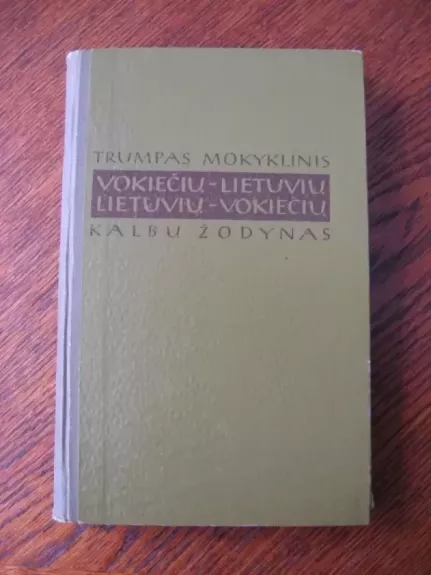 TRUMPAS MOKYKLINIS
VOKIEČIŲ-LIETUVIŲ
LIETUVIŲ-VOKIEČIŲ
KALBŲ ŽODYNAS